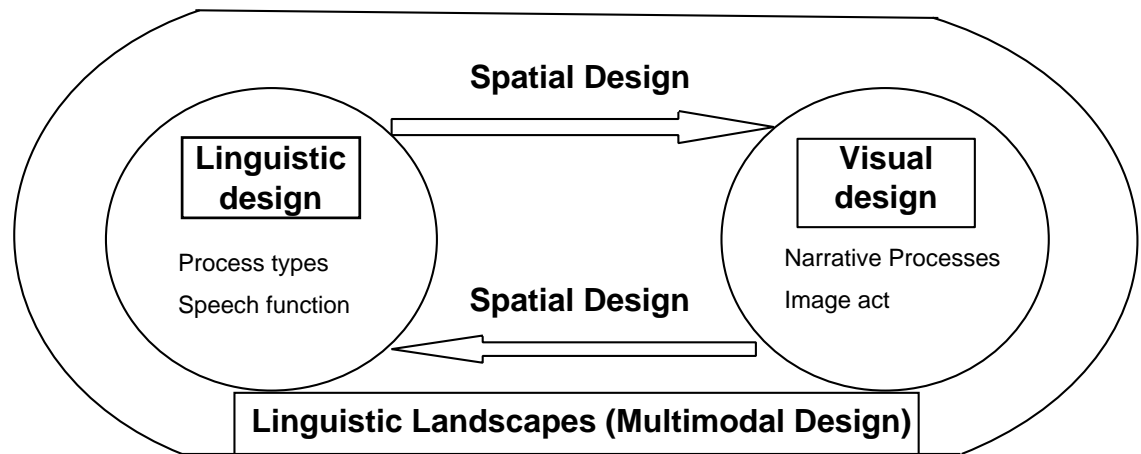 Spatial Design
Linguistic
design
Process types
Speech function
Visual
design
Narrative Processes
Image act
Spatial Design
Linguistic Landscapes (Multimodal Design)